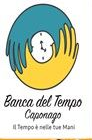 Banca del Tempo
Caponago
Il Tempo è nelle tue Mani